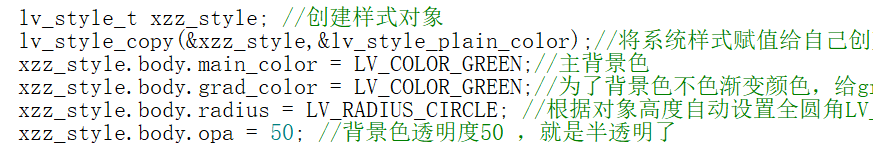 lv_style_t xzz_style; //创建样式对象
lv_style_copy(&xzz_style,&lv_style_plain_color);//将系统样式赋值给自己创
xzz_style.body.main_color = LV_COLOR_GREEN;//主背景色
xzz_style.body.grad_color = LV_COLOR_GREEN;//为了背景色不色渐变颜色，给gr
xzz_style.body.radius = LV_RADIUS_CIRCLE; //根据对象高度自动设置全圆角LV_
xzz_style.body.opa = 50; //背景色透明度50 ，就是半透明了